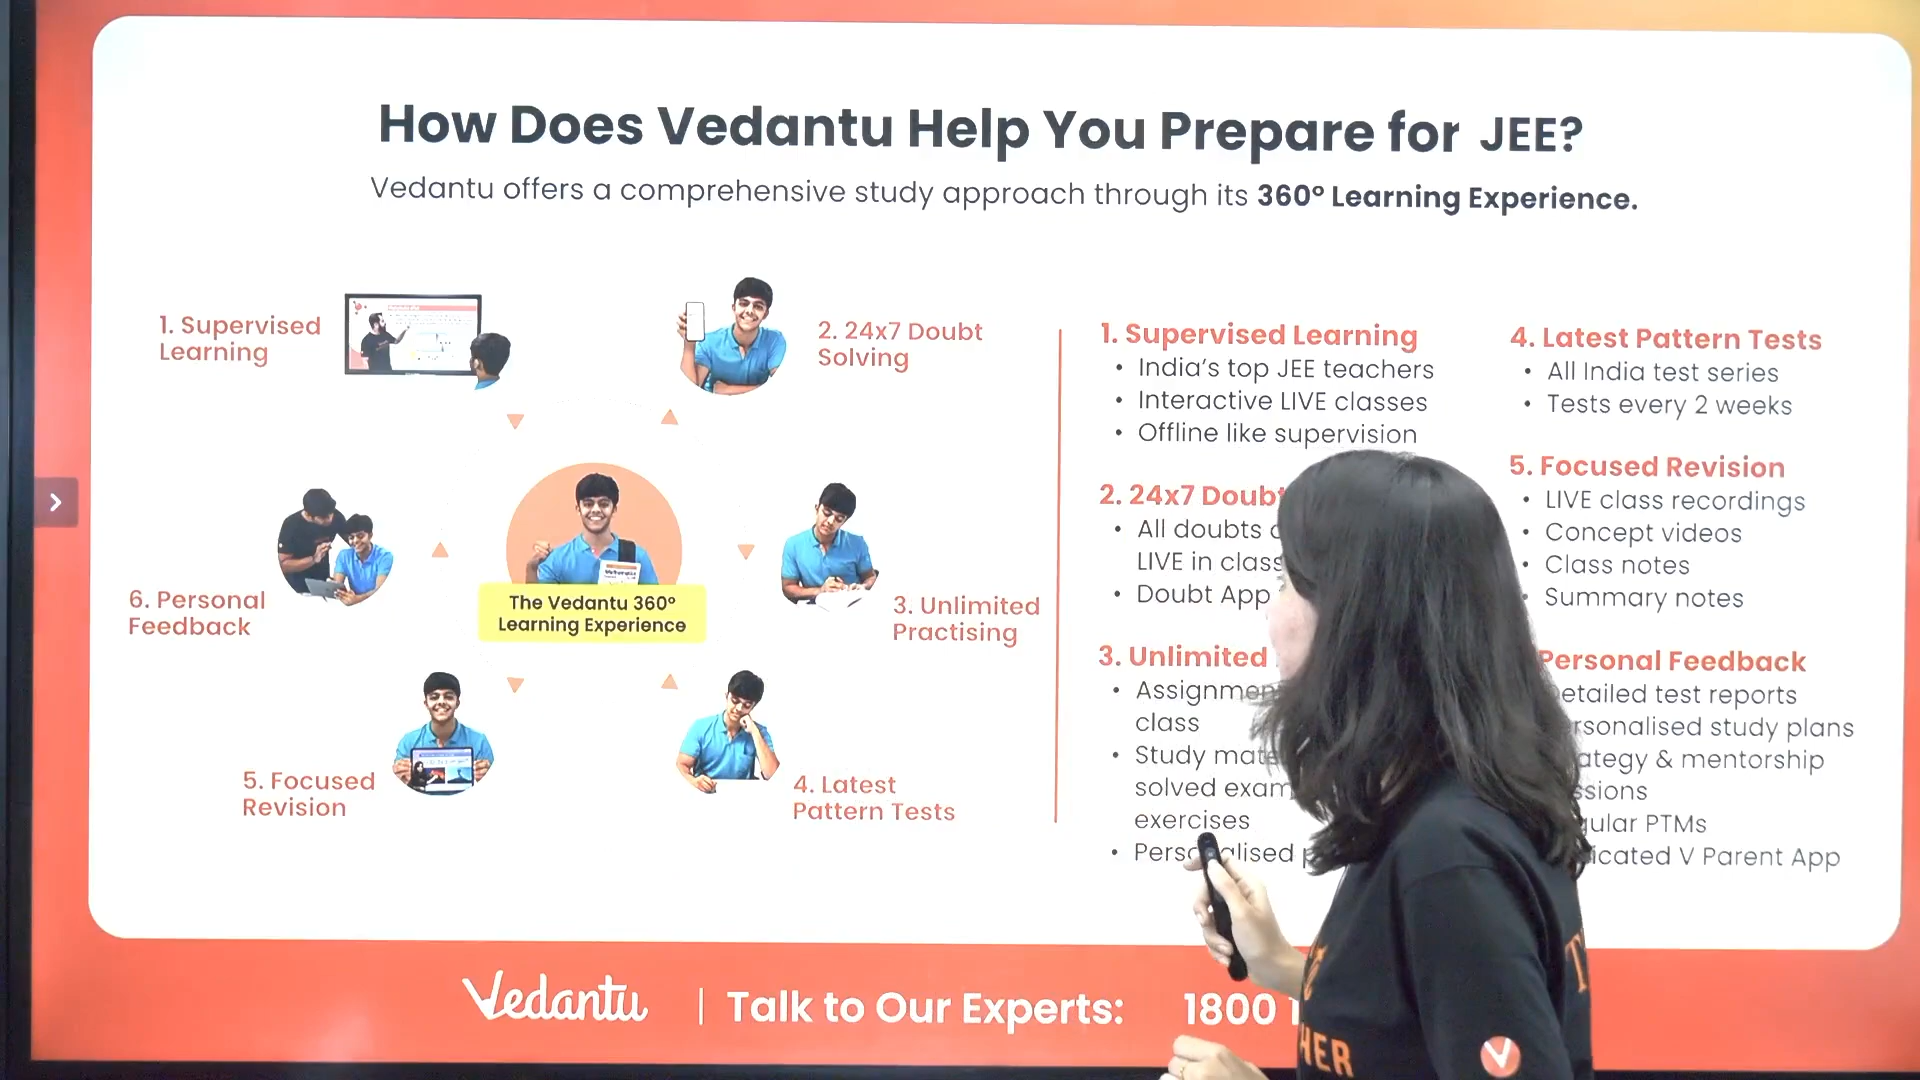 How Does Vedantu Help You Prepare for JEE?
Vedantu offers a comprehensive study approach through its 360° Learning Experience.
1. Supervised
Learning
2. 24x7 Doubt
Solving
3. Unlimited
Practising
4. Latest
Pattern Tests
5. Focused
Revision
6. Personal
Feedback
The Vedantu 360°
Learning Experience
1. Supervised Learning
• India's top JEE teachers
• Interactive LIVE classes
• Offline like supervision
2. 24x7 Doubt
• All doubts
LIVE in class
• Doubt App
3. Unlimited
• Assignmen
class
• Study mate
solved exam
exercises
• Personalised
4. Latest Pattern Tests
• All India test series
• Tests every 2 weeks
5. Focused Revision
• LIVE class recordings
• Concept videos
• Class notes
• Summary notes
Personal Feedback
etailed test reports
rsonalised study plans
ategy & mentorship
ssions
gular PTMs
icated V Parent App
Vedantu | Talk to Our Experts: 1800
HER
V